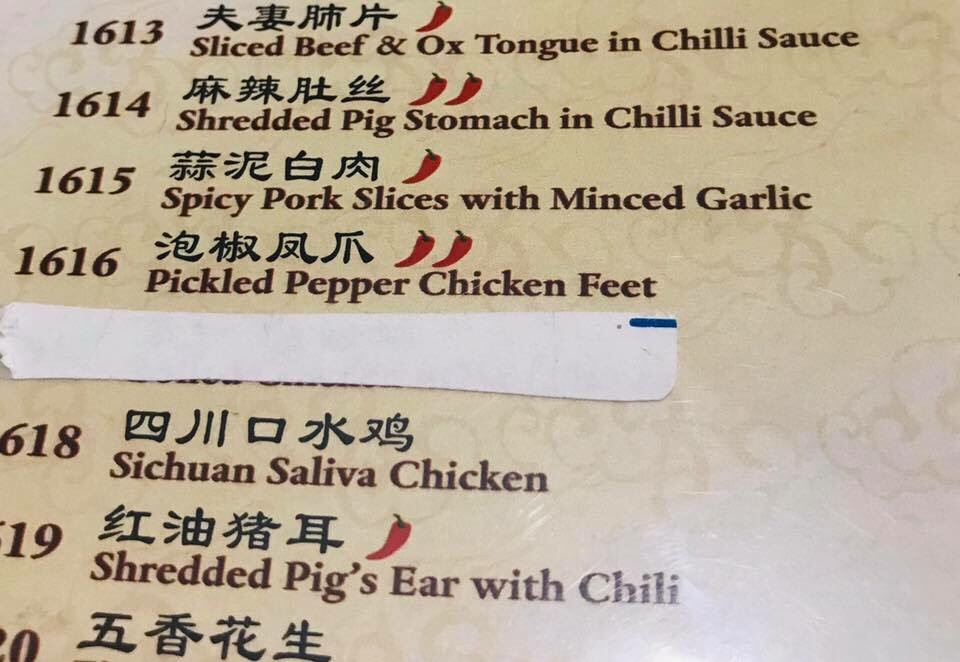 1613 夫妻肺片
Sliced Beef & Ox Tongue in Chilli Sauce
1614 麻辣肚丝
Shredded Pig Stomach in Chilli Sauce
1615 蒜泥白肉
Spicy Pork Slices with Minced Garlic
1616 泡椒凤爪
Pickled Pepper Chicken Feet
618 四川口水鸡
Sichuan Saliva Chicken
19 红油猪耳
Shredded Pig's Ear with Chili
20 五香花生